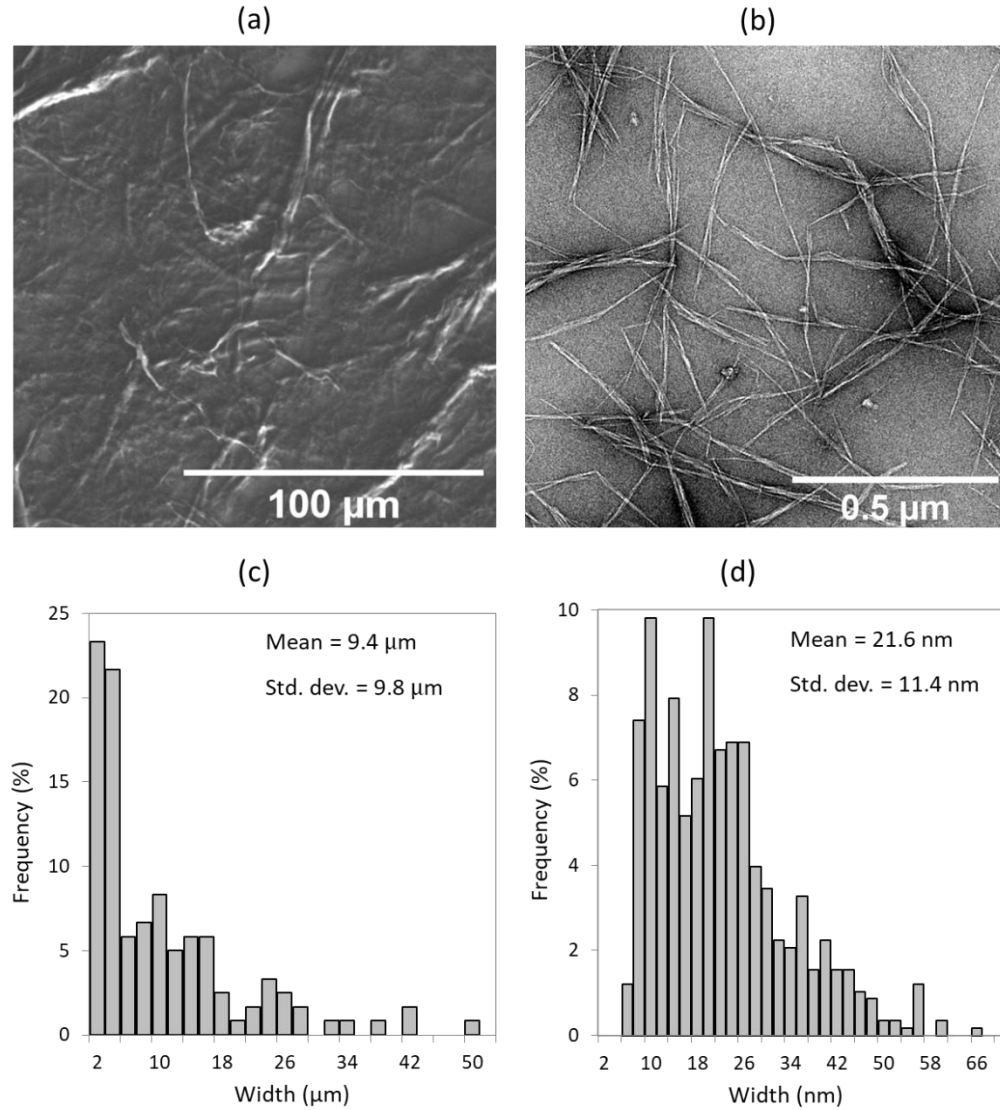 (a)
(b)
100 µm
0.5 µm
(c)
(d)
25
20
15
10
5
0
Frequency (%)
Mean = 9.4 µm
Std. dev. = 9.8 µm
2 10 18 26 34 42 50
Width (µm)
10
8
6
4
2
0
Frequency (%)
Mean = 21.6 nm
Std. dev. = 11.4 nm
2 10 18 26 34 42 50 58 66
Width (nm)